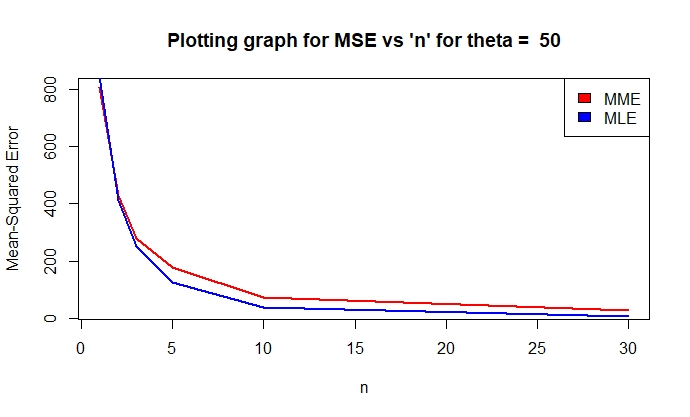 Plotting graph for MSE vs 'n' for theta =  50
MME
MLE
Mean-Squared Error
800
600
400
200
0
0 5 10 15 20 25 30
n